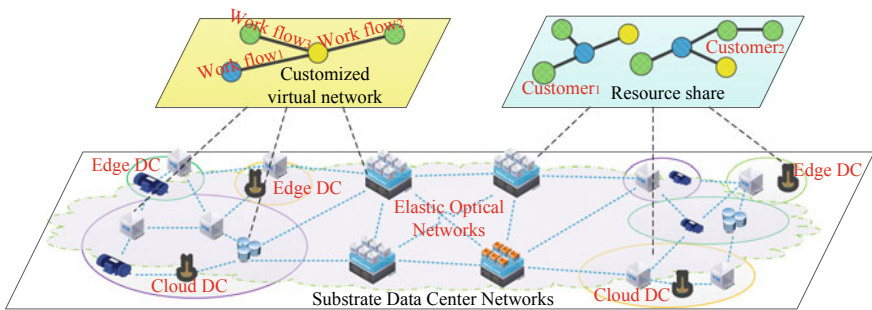 Work flow3
Work flow2
Work flow1
Customized
virtual network
Customer2
Customer1
Resource share
Edge DC
Edge DC
Edge DC
Elastic Optical
Networks
Cloud DC
Cloud DC
Substrate Data Center Networks